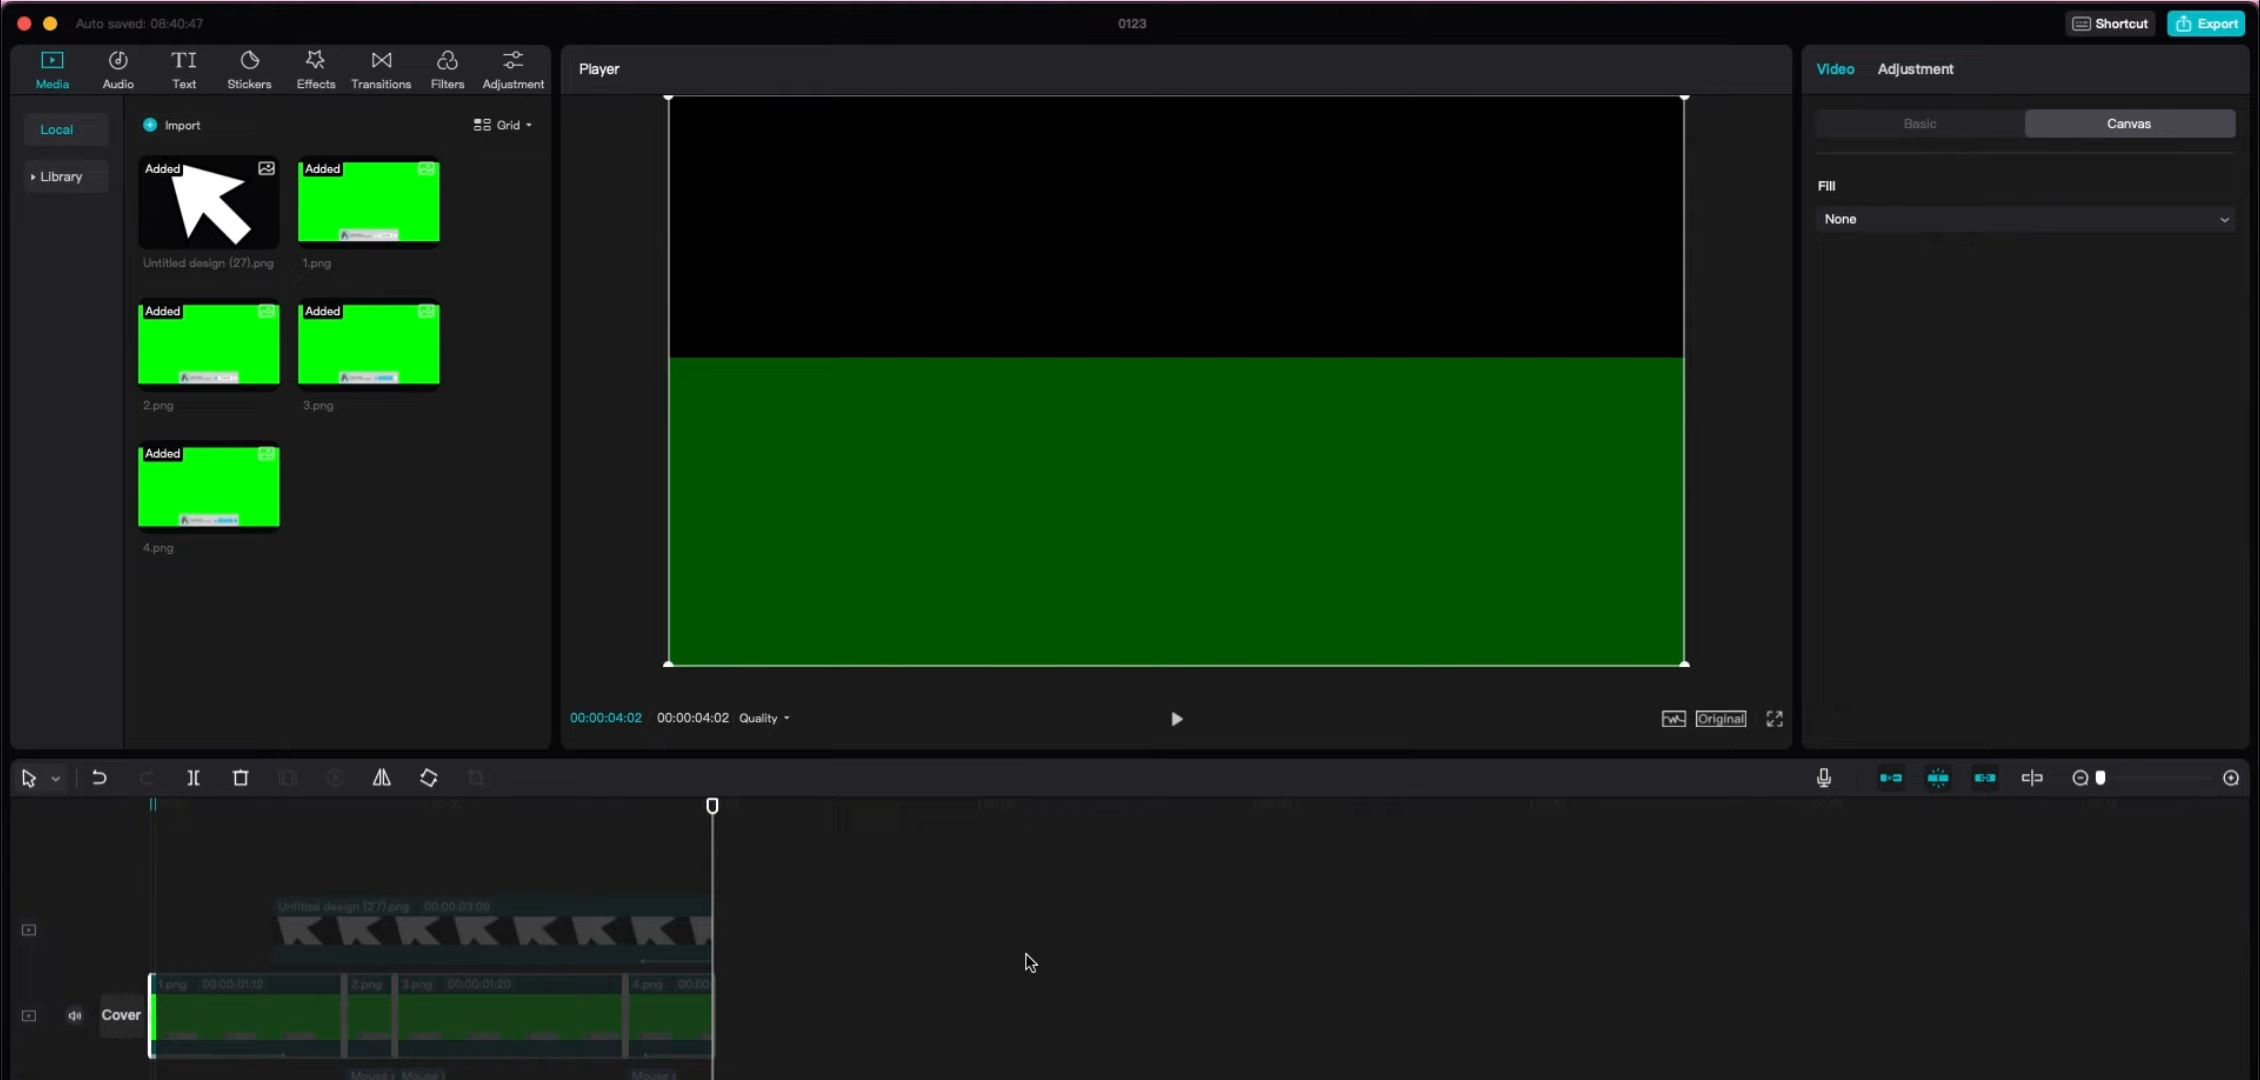 Auto saved: 08:40:47
0123
Shortcut
Export
Media
Audio
Text
Stickers
Effects
Transitions
Filters
Adjustment
Player
Video
Adjustment
Local
Library
Import
Grid
Basic
Canvas
Fill
None
Added
Added
Untitled design (27).png
1.png
Added
Added
2.png
3.png
Added
4.png
00:00:04:02
00:00:04:02
Quality
Original
Untitled design (27).png 00:00:03:06
1.png 00:00:01:12
2.png
3.png 00:00:01:20
4.png 00:00
Cover
Mouse
Mouse
Mouse